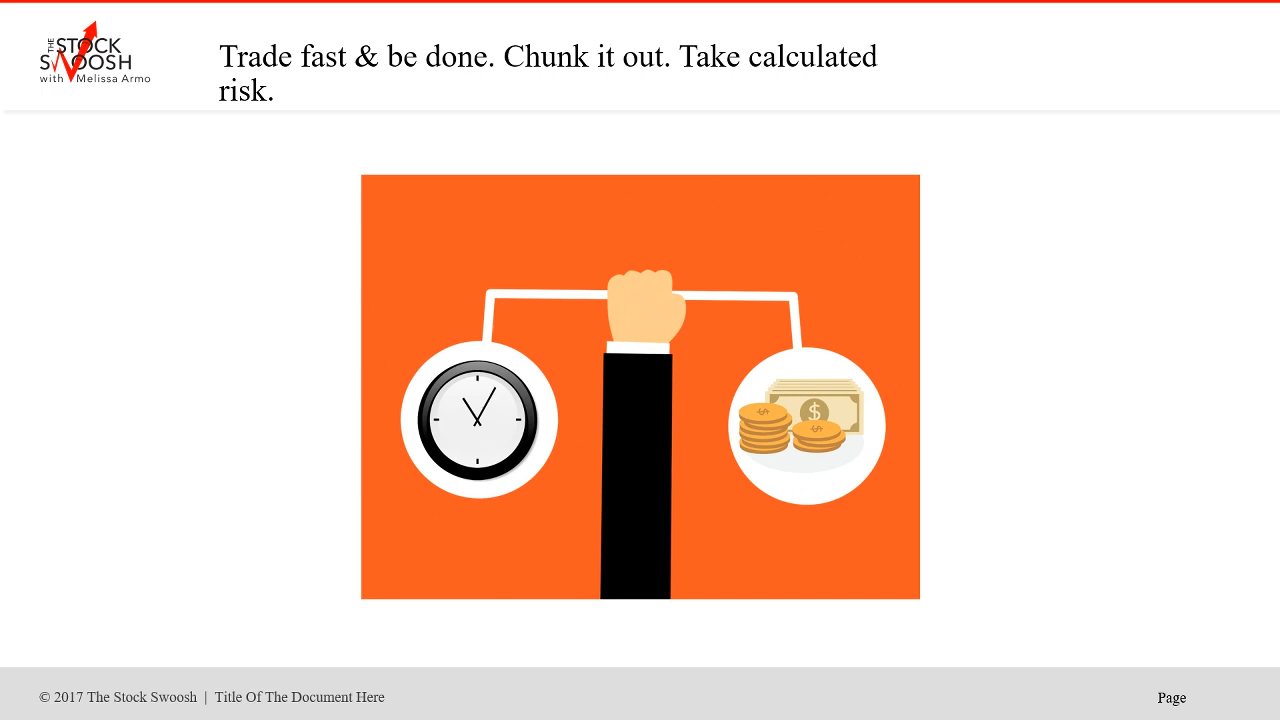 THE STOCK
SWOOSH
with Melissa Armo
Trade fast & be done. Chunk it out. Take calculated
risk.
$
$
$
© 2017 The Stock Swoosh | Title Of The Document Here
Page